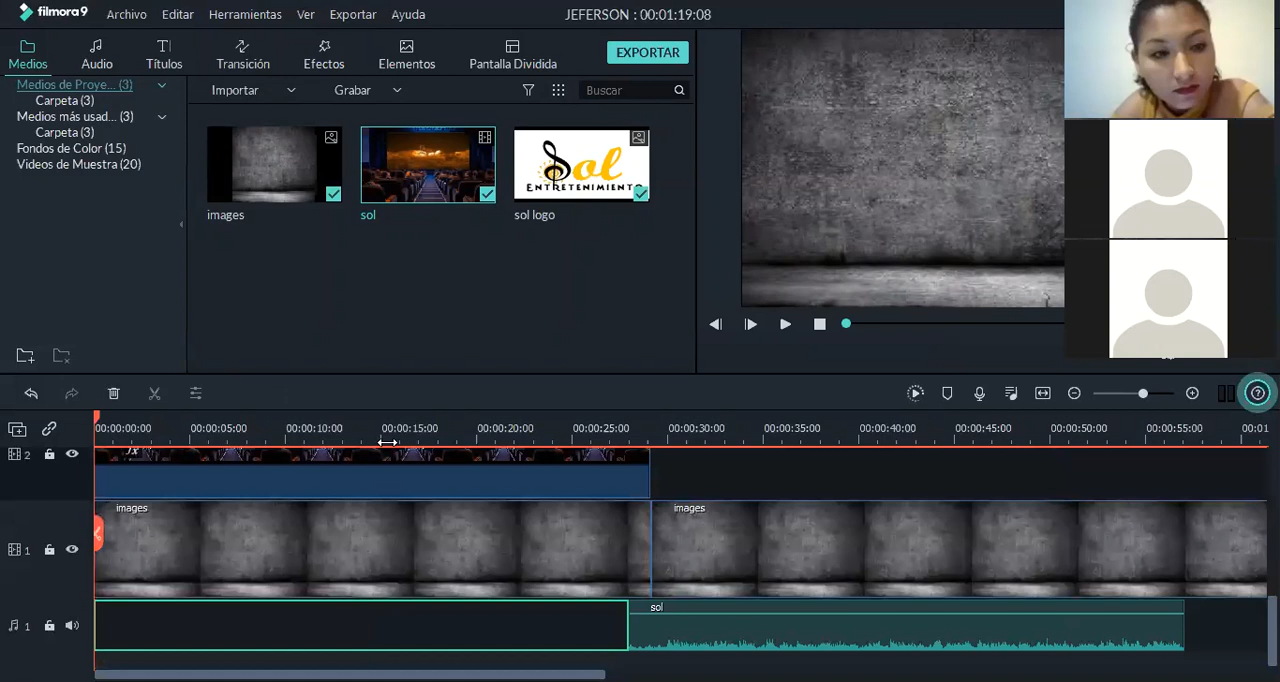 filmora9 Archivo Editar Herramientas Ver Exportar Ayuda JEFERSON : 00:01:19:08
Medios Audio Títulos Transición Efectos Elementos Pantalla Dividida EXPORTAR
Medios de Proye... (3) Importar Grabar Buscar
Carpeta (3)
Medios más usad... (3)
Carpeta (3)
Fondos de Color (15)
Videos de Muestra (20)
Sol
ENTRETENIMIENTO
images sol sol logo
00:00:00:00 00:00:05:00 00:00:10:00 00:00:15:00 00:00:20:00 00:00:25:00 00:00:30:00 00:00:35:00 00:00:40:00 00:00:45:00 00:00:50:00 00:00:55:00 00:01
2 fx
images images
1
sol
1